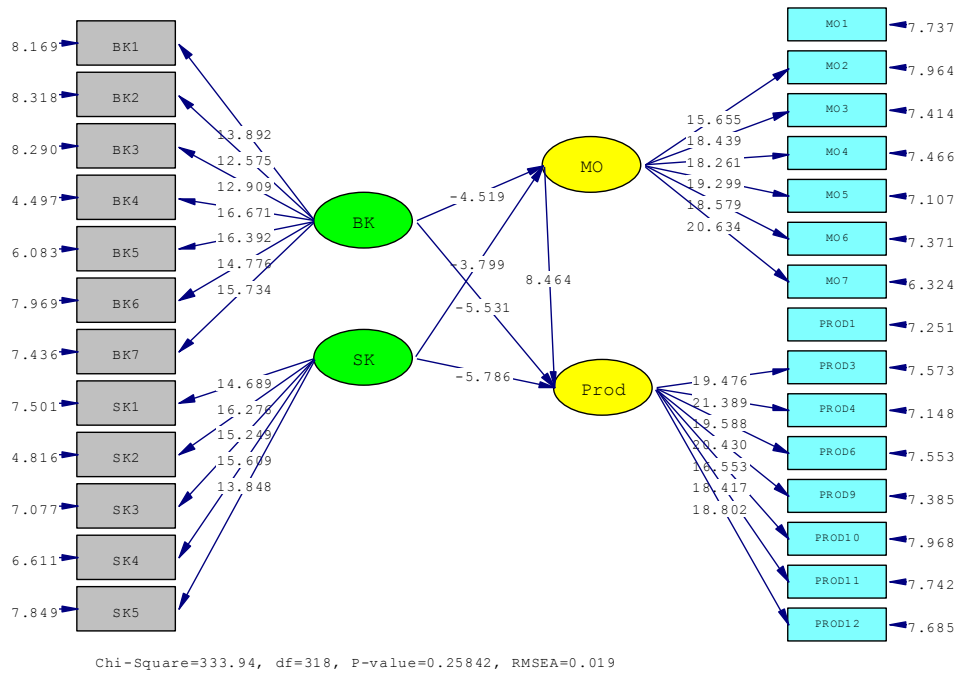 8.169 BK1
8.318 BK2
8.290 BK3
4.497 BK4
6.083 BK5
7.969 BK6
7.436 BK7
7.501 SK1
4.816 SK2
7.077 SK3
6.611 SK4
7.849 SK5
13.892
12.575
12.909
16.671
16.392
14.776
15.734
14.689
16.276
15.249
15.609
13.848
BK
SK
-4.519
-3.799
8.464
-5.531
-5.786
MO
Prod
15.655
18.439
18.261
19.299
18.579
20.634
19.476
21.389
19.588
20.430
16.553
18.417
18.802
MO1 7.737
MO2 7.964
MO3 7.414
MO4 7.466
MO5 7.107
MO6 7.371
MO7 6.324
PROD1 7.251
PROD3 7.573
PROD4 7.148
PROD6 7.553
PROD9 7.385
PROD10 7.968
PROD11 7.742
PROD12 7.685
Chi-Square=333.94, df=318, P-value=0.25842, RMSEA=0.019